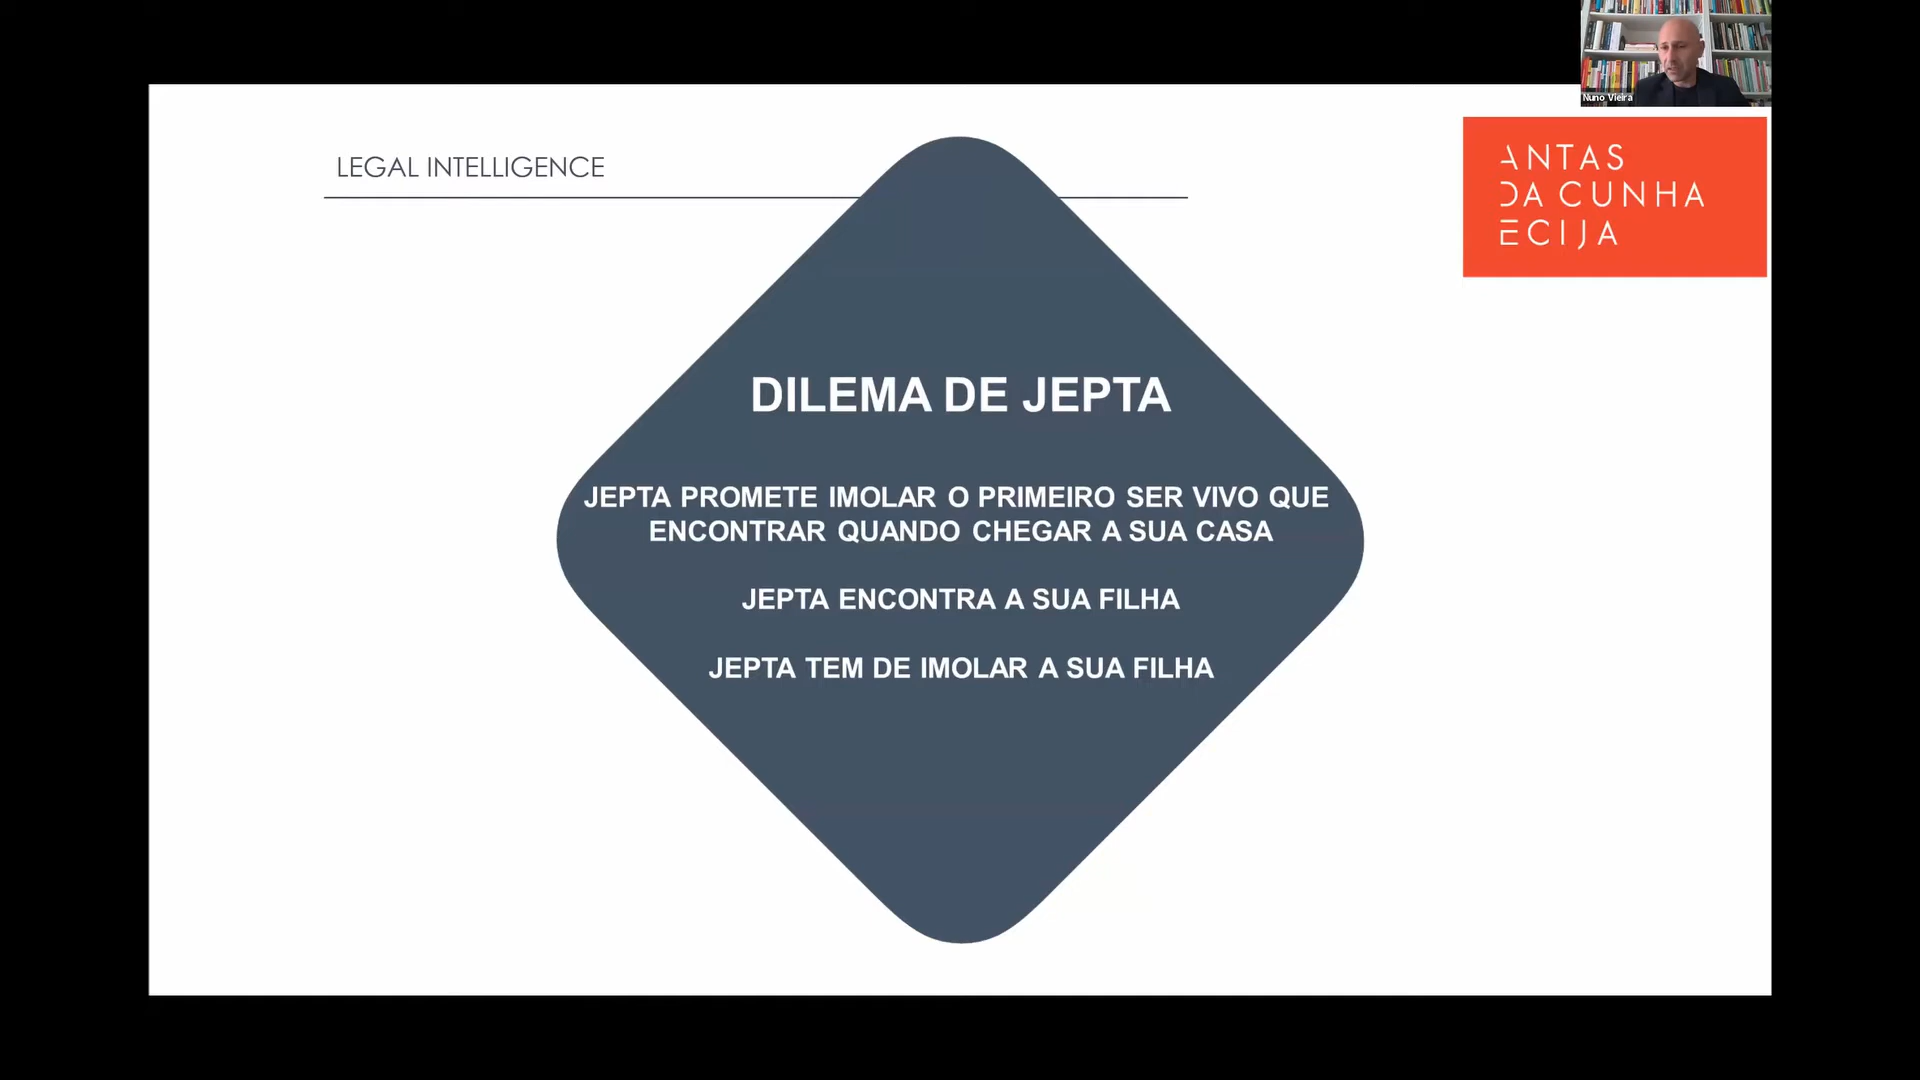 Nuno Vieira
LEGAL INTELLIGENCE
ANTAS
DA CUNHA
ECIJA
DILEMA DE JEPTA
JEPTA PROMETE IMOLAR O PRIMEIRO SER VIVO QUE
ENCONTRAR QUANDO CHEGAR A SUA CASA
JEPTA ENCONTRA A SUA FILHA
JEPTA TEM DE IMOLAR A SUA FILHA